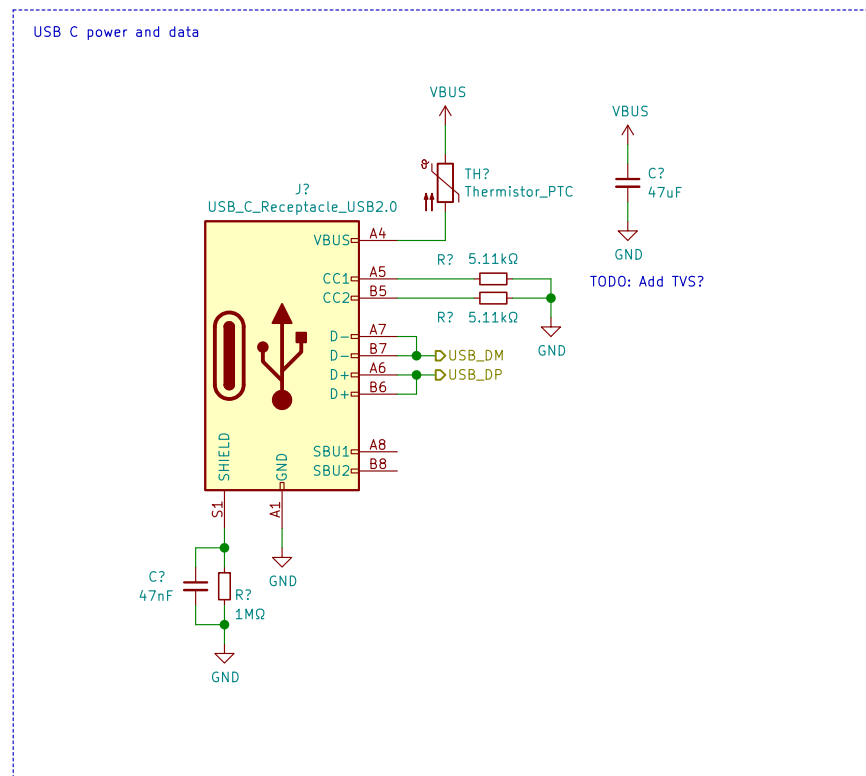 USB C power and data
VBUS
VBUS
TH?
Thermistor_PTC
C?
47uF
GND
TODO: Add TVS?
J?
USB_C_Receptacle_USB2.0
VBUS A4
CC1 A5
CC2 B5
R? 5.11kΩ
R? 5.11kΩ
GND
D- A7
D- B7
D+ A6
D+ B6
USB_DM
USB_DP
SBU1 A8
SBU2 B8
SHIELD
GND
S1
A1
GND
C?
47nF
R?
1MΩ
GND